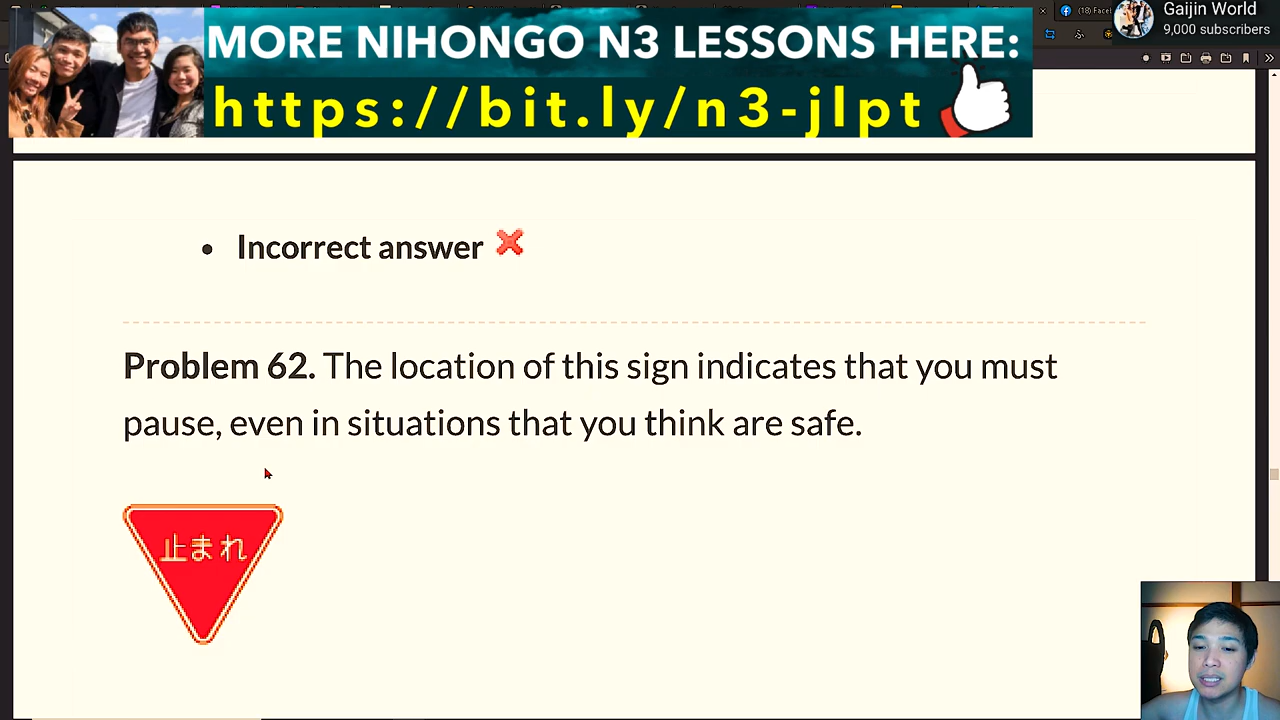 MORE NIHONGO N3 LESSONS HERE:
https://bit.ly/n3-jlpt
Gaijin World
9,000 subscribers
Incorrect answer
Problem 62. The location of this sign indicates that you must
pause, even in situations that you think are safe.
止まれ